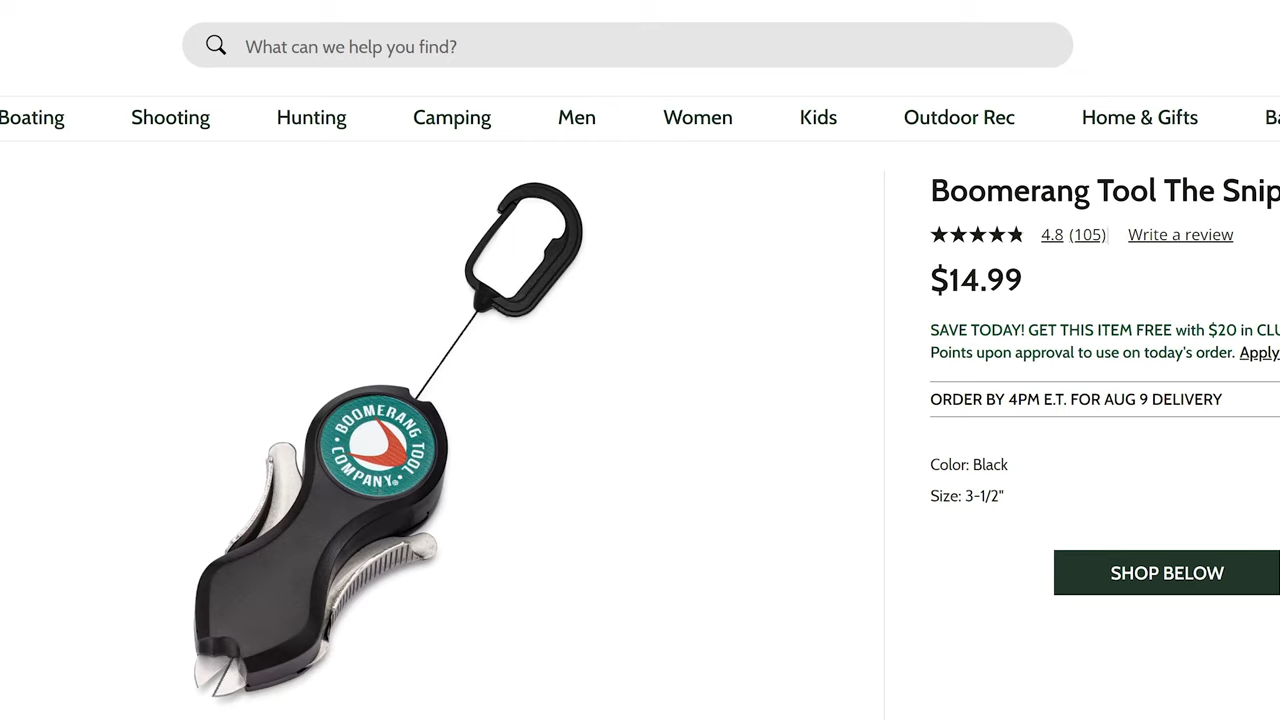 What can we help you find?
Boating Shooting Hunting Camping Men Women Kids Outdoor Rec Home & Gifts Ba
Boomerang Tool The Snip
4.8 (105) Write a review
$14.99
SAVE TODAY! GET THIS ITEM FREE with $20 in CLU
Points upon approval to use on today's order. Apply
ORDER BY 4PM E.T. FOR AUG 9 DELIVERY
Color: Black
Size: 3-1/2"
SHOP BELOW
BOOMERANG TOOL
COMPANY®